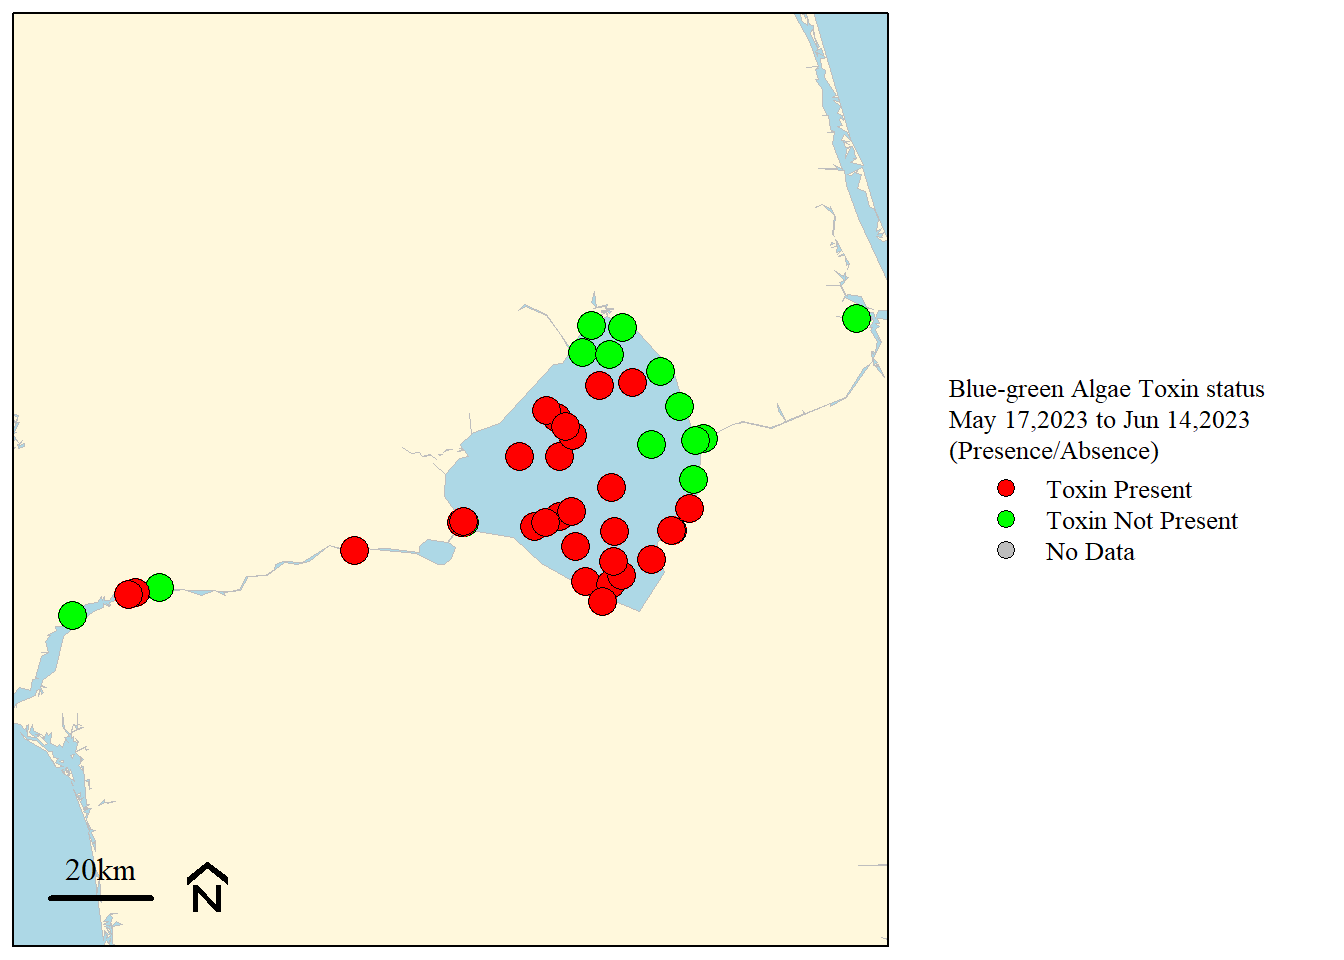 Blue-green Algae Toxin status
May 17,2023 to Jun 14,2023
(Presence/Absence)
Toxin Present
Toxin Not Present
No Data
20km
N